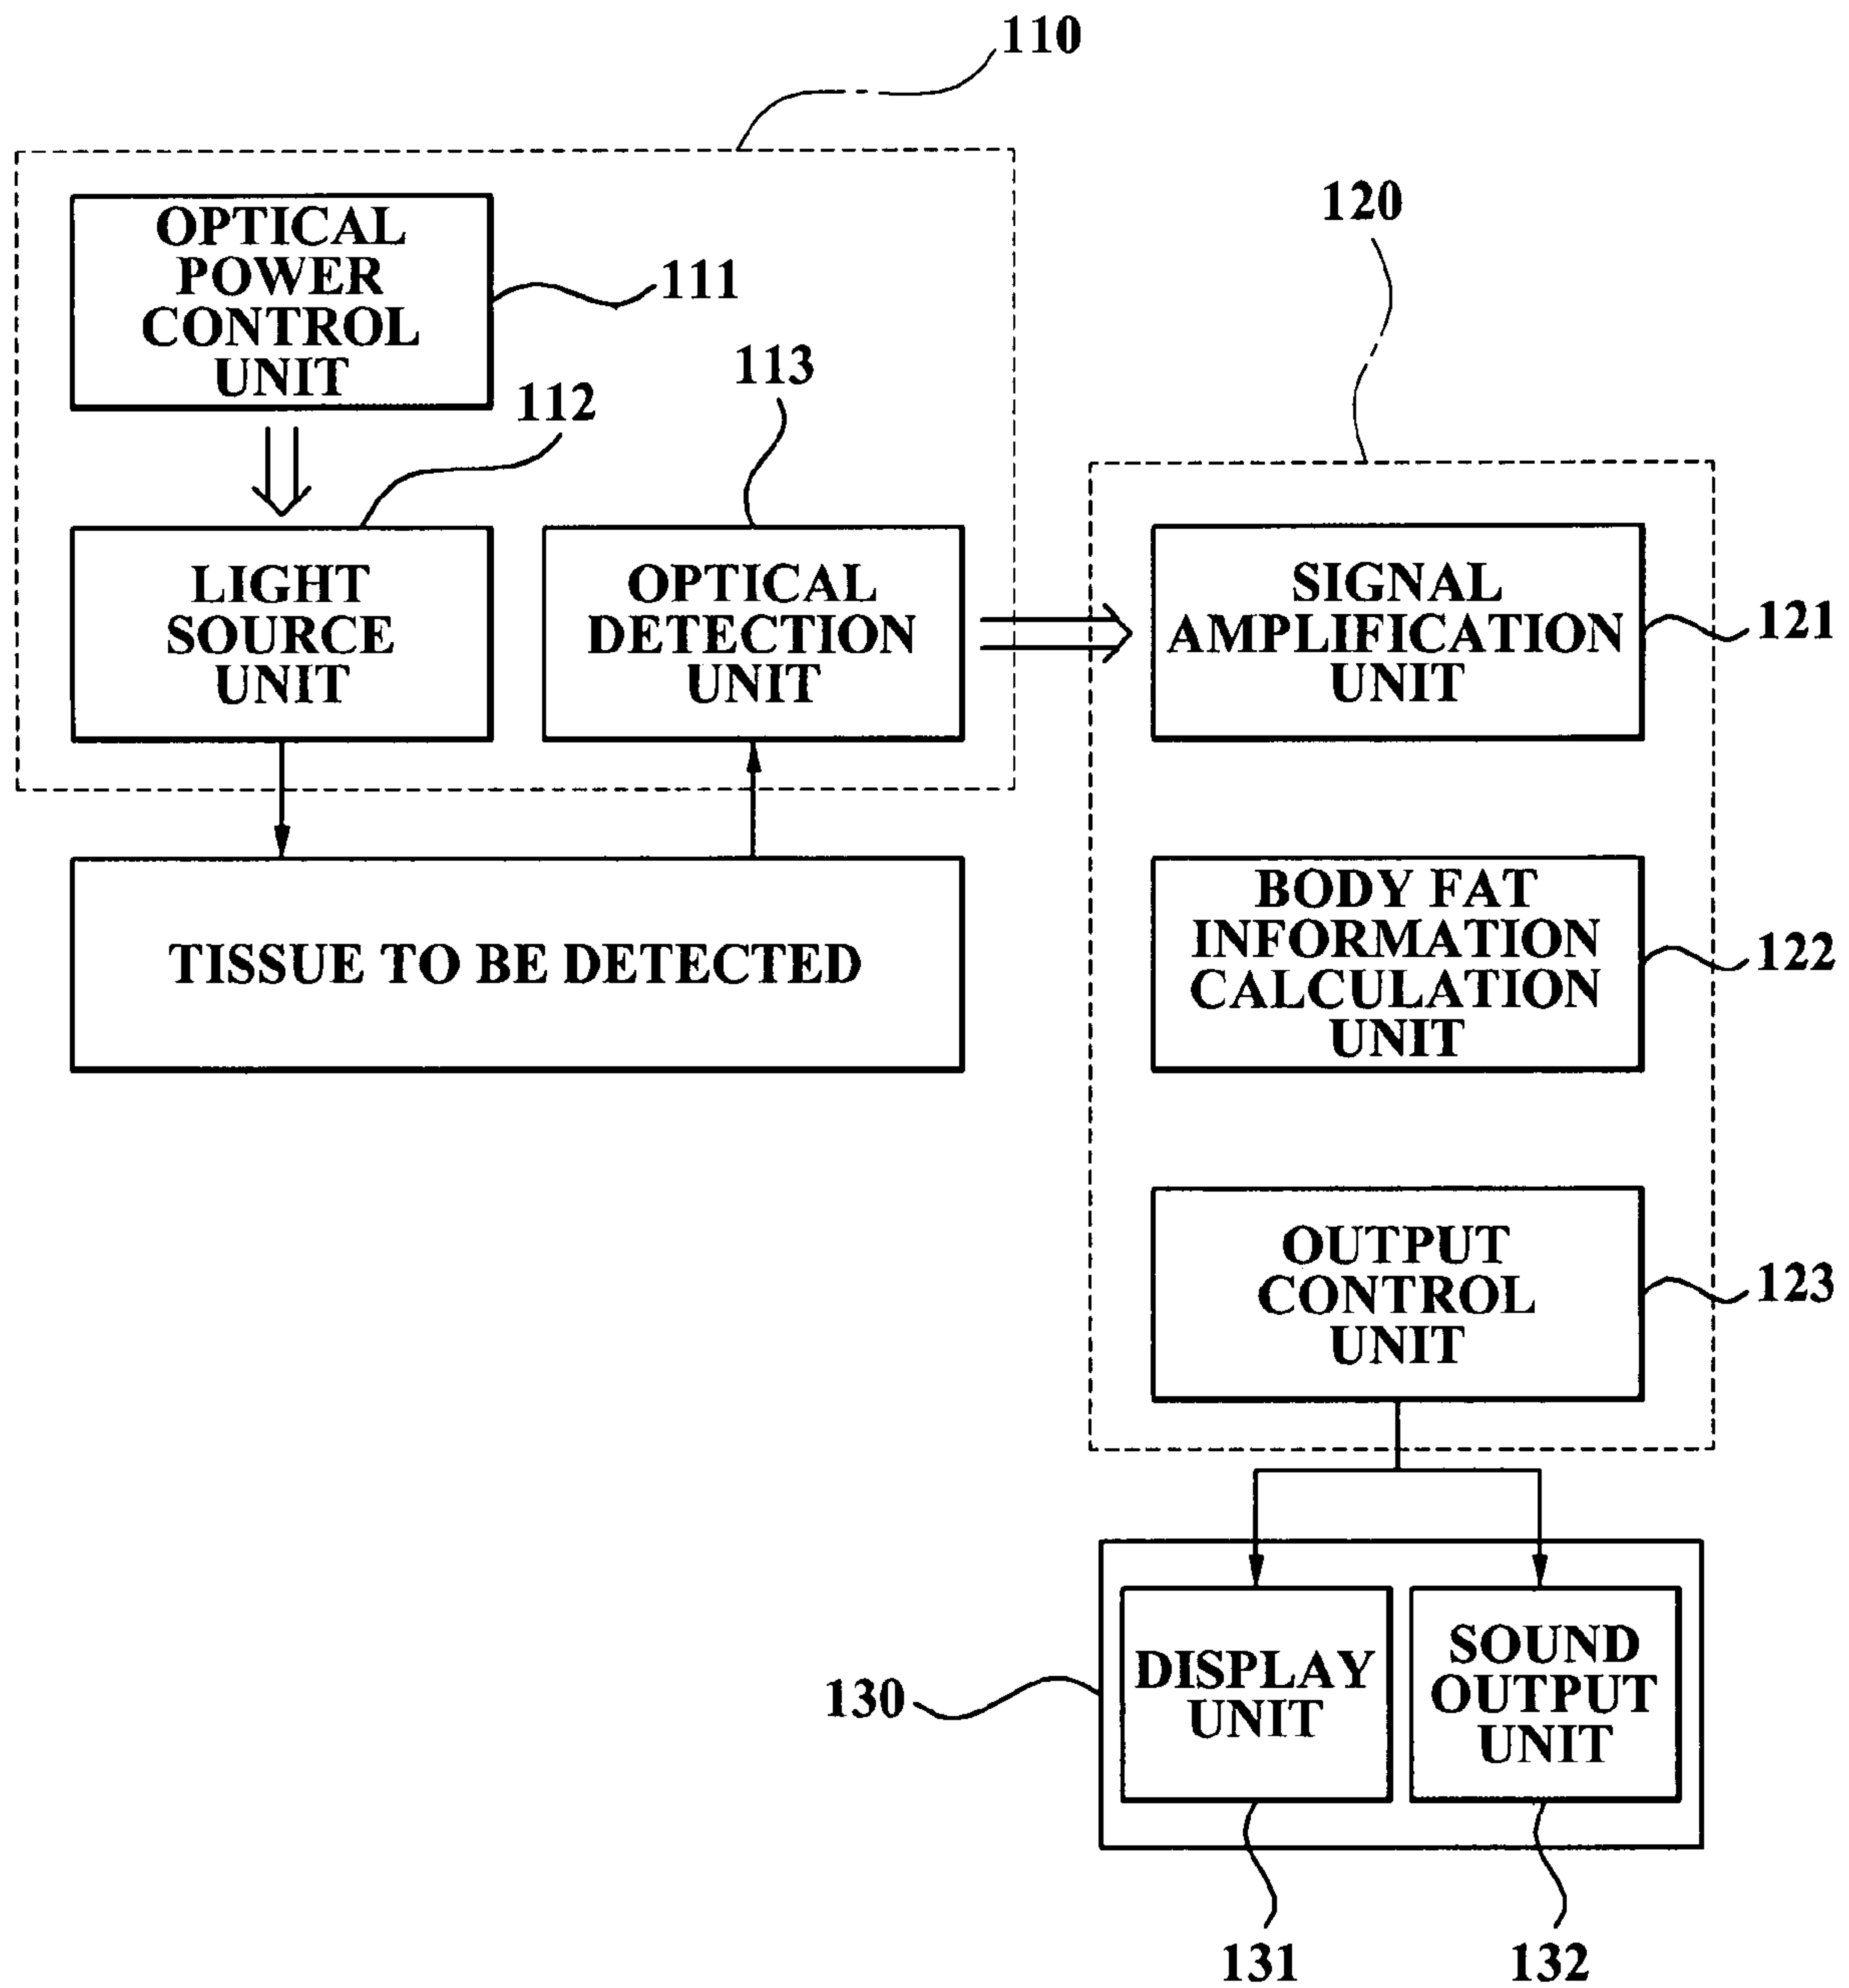 110
OPTICAL
POWER
CONTROL
UNIT
111
112
113
LIGHT
SOURCE
UNIT
OPTICAL
DETECTION
UNIT
TISSUE TO BE DETECTED
120
SIGNAL
AMPLIFICATION
UNIT
121
BODY FAT
INFORMATION
CALCULATION
UNIT
122
OUTPUT
CONTROL
UNIT
123
130
DISPLAY
UNIT
SOUND
OUTPUT
UNIT
131
132